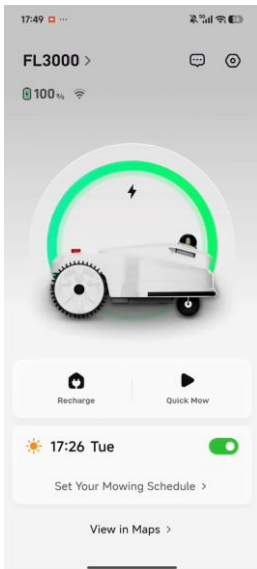 17:49
FL3000 >
100%
Recharge
Quick Mow
17:26 Tue
Set Your Mowing Schedule >
View in Maps >